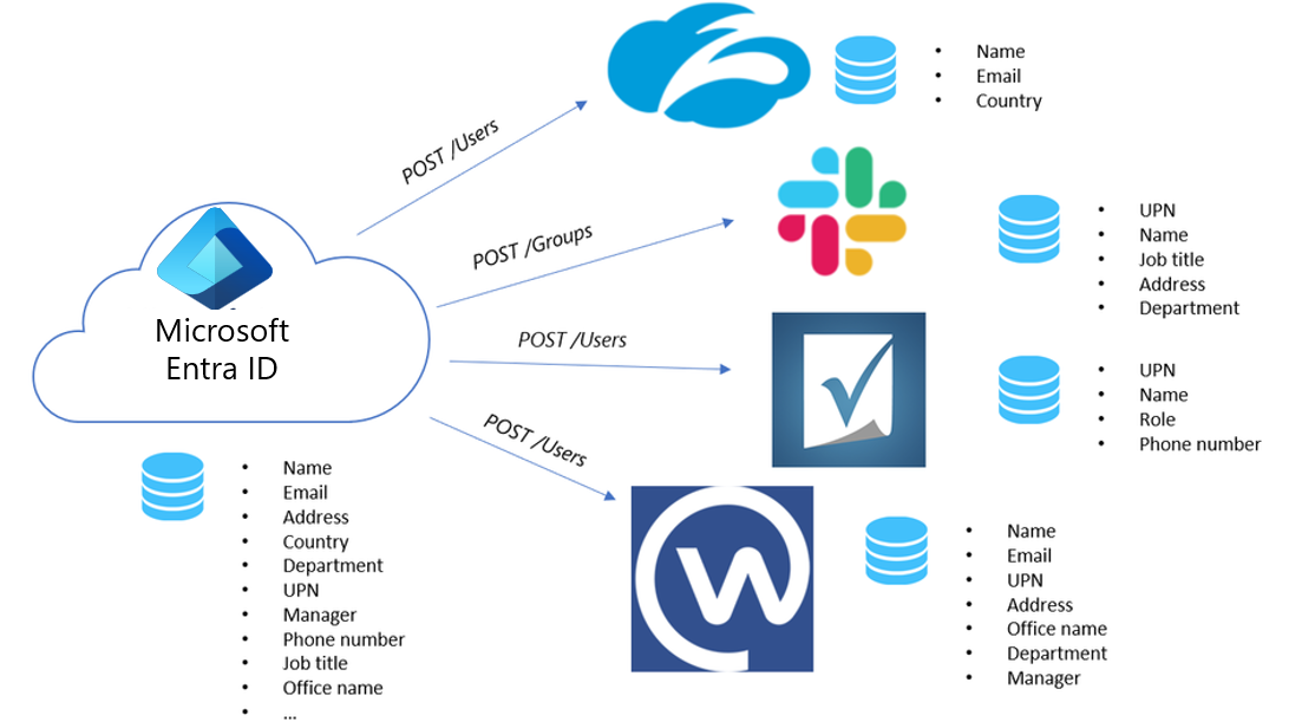 • Name
• Email
• Country
POST /Users
• UPN
• Name
• Job title
• Address
• Department
POST /Groups
Microsoft
Entra ID
POST /Users
• UPN
• Name
• Role
• Phone number
POST /Users
• Name
• Email
• Address
• Country
• Department
• UPN
• Manager
• Phone number
• Job title
• Office name
• ...
W
• Name
• Email
• UPN
• Address
• Office name
• Department
• Manager